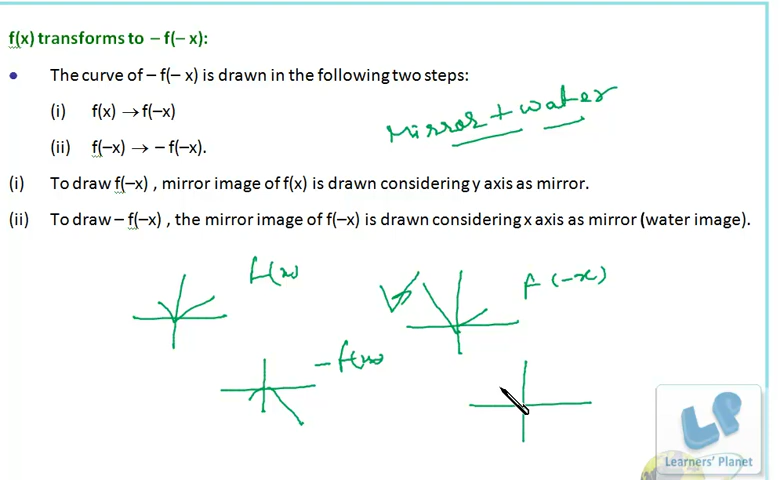 f(x) transforms to – f(– x):
• The curve of – f(– x) is drawn in the following two steps:
(i) f(x) → f(–x)
(ii) f(–x) → – f(–x).
Mirror + water
(i) To draw f(–x) , mirror image of f(x) is drawn considering y axis as mirror.
(ii) To draw – f(–x) , the mirror image of f(–x) is drawn considering x axis as mirror (water image).
f(x)
f(-x)
-f(x)
LP
Learners' Planet